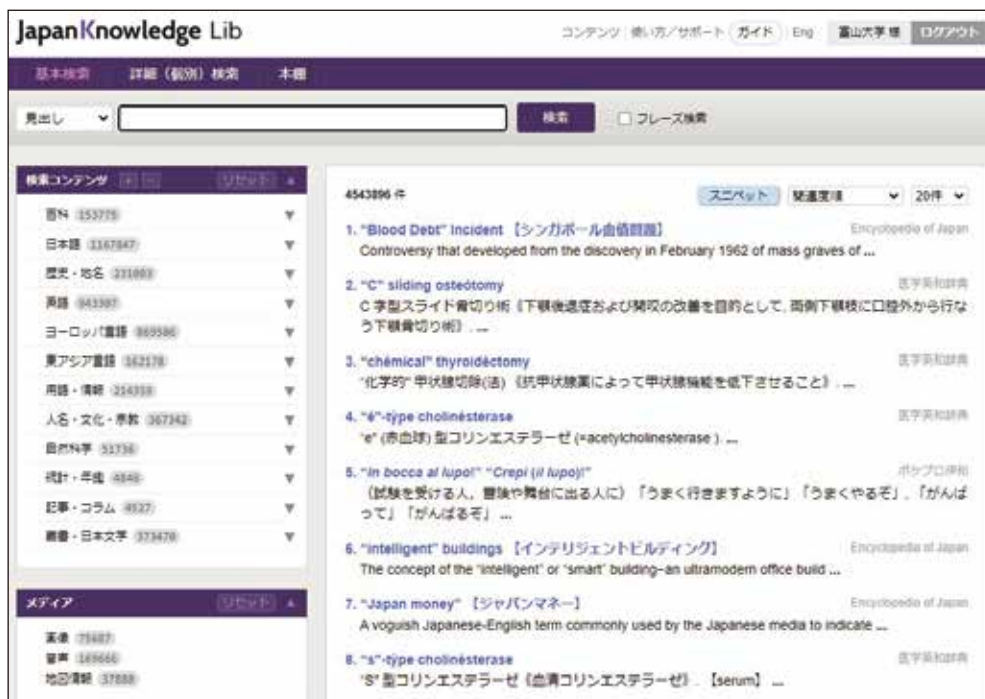 JapanKnowledge Lib
コンテンツ 使い方/サポート ガイド Eng 富山大学 様 ログアウト
基本検索 詳細(個別)検索 本棚
見出し 検索 フレーズ検索
検索コンテンツ + - リセット ▲
百科 153775
日本語
歴史・地名
英語
ヨーロッパ言語
東アジア言語 162178
用語・情報
人名・文化・宗教 367342
自然科学 51736
統計・年鑑
記事・コラム 4527
叢書・日本文学 373470
メディア リセット ▲
画像
音声
地図情報
4543896 件 スニペット 関連度順 20件
1. “Blood Debt” Incident 【シンガポール血債問題】 Encyclopedia of Japan
Controversy that developed from the discovery in February 1962 of mass graves of ...
2. “C” sliding osteótomy 医学英和辞典
C 字型スライド骨切り術《下顎後退症および開咬の改善を目的として,両側下顎枝に口腔外から行な
う下顎骨切り術》. ...
3. “chémical” thyroidéctomy 医学英和辞典
“化学的” 甲状腺切除(法) 《抗甲状腺薬によって甲状腺機能を低下させること》. ...
4. “é”-tỳpe cholinésterase 医学英和辞典
“e” (赤血球) 型コリンエステラーゼ (=acetylcholinesterase ). ...
5. “In bocca al lupo!” “Crepi (il lupo)!” ポケプロ伊和
(試験を受ける人,冒険や舞台に出る人に) 「うまく行きますように」「うまくやるぞ」,「がんば
って」「がんばるぞ」 ...
6. “intelligent” buildings 【インテリジェントビルディング】 Encyclopedia of Japan
The concept of the “intelligent” or “smart” building–an ultramodern office build ...
7. “Japan money” 【ジャパンマネー】 Encyclopedia of Japan
A voguish Japanese-English term commonly used by the Japanese media to indicate ...
8. “s”-tỳpe cholinésterase 医学英和辞典
“S” 型コリンエステラーゼ《血清コリンエステラーゼ》. 【serum】 ...